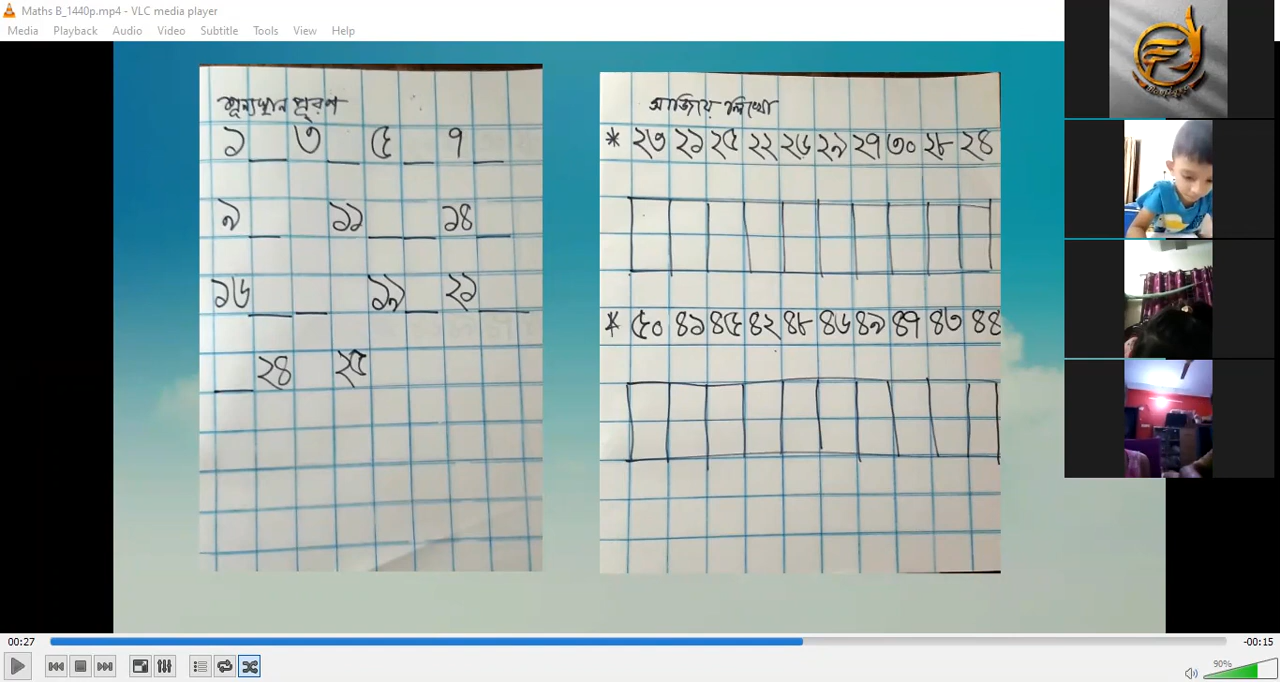 Maths B_1440p.mp4 - VLC media player
Media Playback Audio Video Subtitle Tools View Help
শূন্যস্থান পূরণ
১ _ ৩ _ ৫ _ ৭ _
৯ _ ১১ _ _ ১৪ _
১৬ _ _ ১৯ _ ২১ _
_ ২৪ ২৫
সাজিয়ে লিখো
* ২৩ ২১ ২৫ ২২ ২৬ ২৯ ২৭ ৩০ ২৮ ২৪
* ৫০ ৪১ ৪৫ ৪২ ৪৮ ৪৬ ৪৯ ৪৭ ৪৩ ৪৪
00:27
-00:15
90%